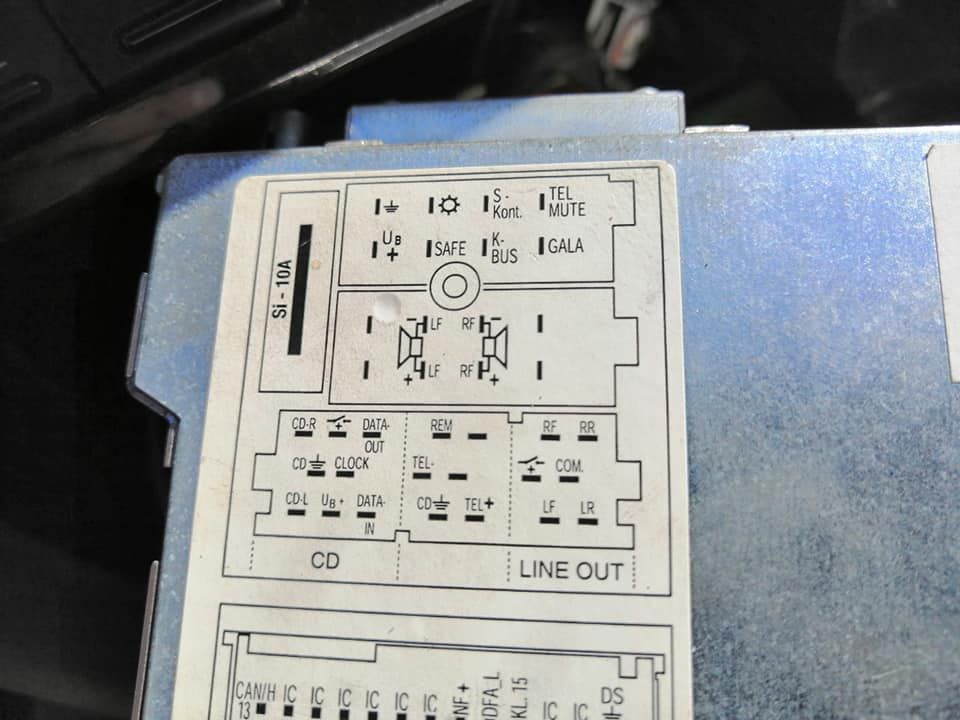 Si - 10A
S - Kont.
TEL MUTE
UB +
SAFE
K- BUS
GALA
- LF RF -
+ LF RF +
CD-R
DATA- OUT
REM
RF RR
CD
CLOCK
TEL-
COM.
CD-L
UB +
DATA- IN
CD
TEL+
LF LR
CD
LINE OUT
CAN/H 13
IC IC IC IC IC IC
NF+
KL. 15
IC IC
DS